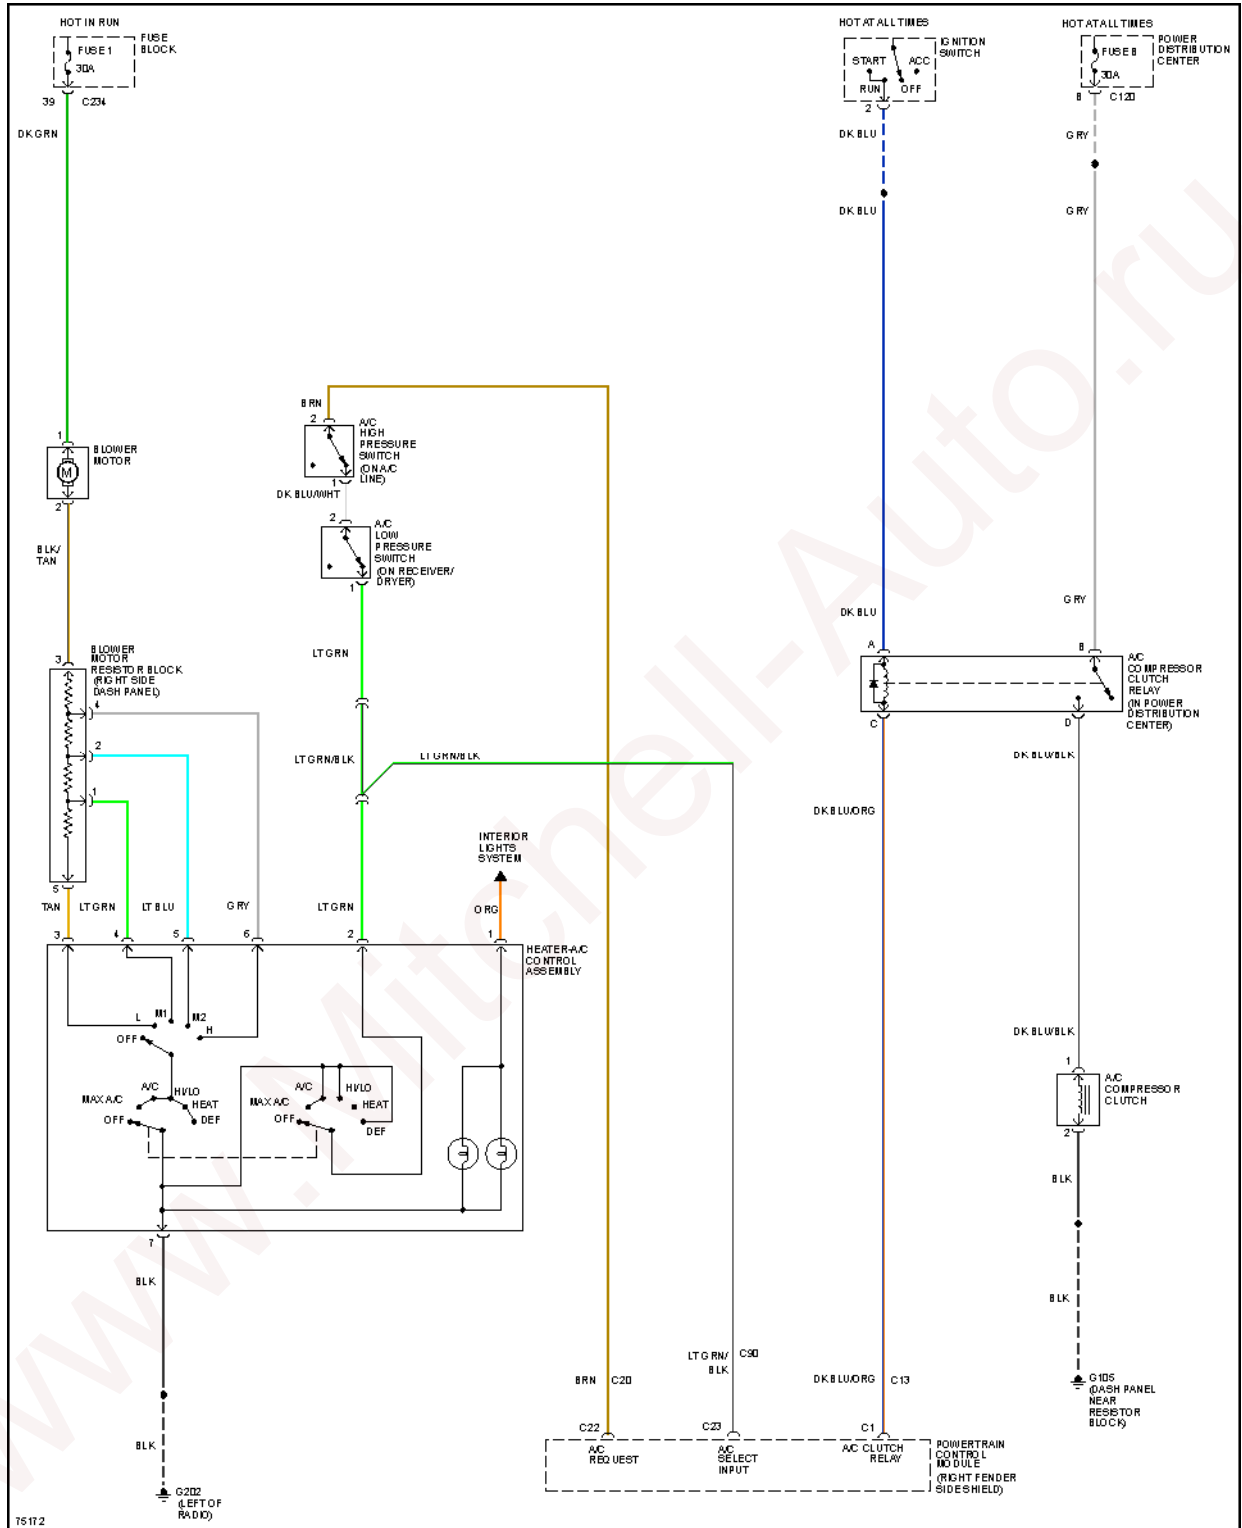 HOT IN RUN
FUSE 1
30A
FUSE
BLOCK
39
C234
DK GRN
HOT AT ALL TIMES
START
ACC
RUN
OFF
IGNITION
SWITCH
2
DK BLU
DK BLU
HOT AT ALL TIMES
FUSE 8
30A
POWER
DISTRIBUTION
CENTER
8
C120
GRY
GRY
1
BLOWER
MOTOR
M
2
BLK/
TAN
BRN
2
A/C
HIGH
PRESSURE
SWITCH
(ON A/C
LINE)
1
DK BLU/WHT
2
A/C
LOW
PRESSURE
SWITCH
(ON RECEIVER/
DRYER)
1
LT GRN
LT GRN/BLK
LT GRN/BLK
DK BLU
GRY
A
B
A/C
COMPRESSOR
CLUTCH
RELAY
(IN POWER
DISTRIBUTION
CENTER)
C
D
DK BLU/BLK
DK BLU/ORG
3
BLOWER
MOTOR
RESISTOR BLOCK
(RIGHT SIDE
DASH PANEL)
4
2
1
5
INTERIOR
LIGHTS
SYSTEM
TAN
LT GRN
LT BLU
GRY
LT GRN
ORG
3
4
5
6
2
1
HEATER-A/C
CONTROL
ASSEMBLY
L
M1
M2
H
OFF
MAX A/C
A/C
HI/LO
HEAT
OFF
DEF
MAX A/C
A/C
HI/LO
HEAT
OFF
DEF
7
BLK
BLK
G202
(LEFT OF
RADIO)
DK BLU/BLK
1
A/C
COMPRESSOR
CLUTCH
2
BLK
BLK
G105
(DASH PANEL
NEAR
RESISTOR
BLOCK)
BRN
C20
LT GRN/
BLK
C90
DK BLU/ORG
C13
C22
C23
C1
A/C
REQUEST
A/C
SELECT
INPUT
A/C CLUTCH
RELAY
POWERTRAIN
CONTROL
MODULE
(RIGHT FENDER
SIDE SHIELD)
75172
www.Mitchell-Auto.ru